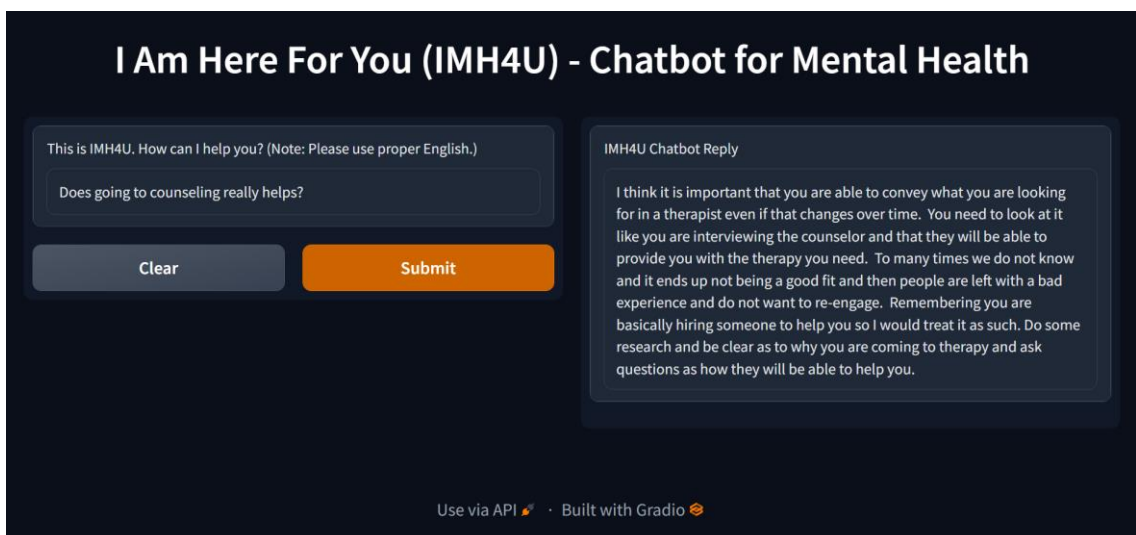 I Am Here For You (IMH4U) - Chatbot for Mental Health
This is IMH4U. How can I help you? (Note: Please use proper English.)
Does going to counseling really helps?
Clear
Submit
IMH4U Chatbot Reply
I think it is important that you are able to convey what you are looking
for in a therapist even if that changes over time.  You need to look at it
like you are interviewing the counselor and that they will be able to
provide you with the therapy you need.  To many times we do not know
and it ends up not being a good fit and then people are left with a bad
experience and do not want to re-engage.  Remembering you are
basically hiring someone to help you so I would treat it as such. Do some
research and be clear as to why you are coming to therapy and ask
questions as how they will be able to help you.
Use via API · Built with Gradio